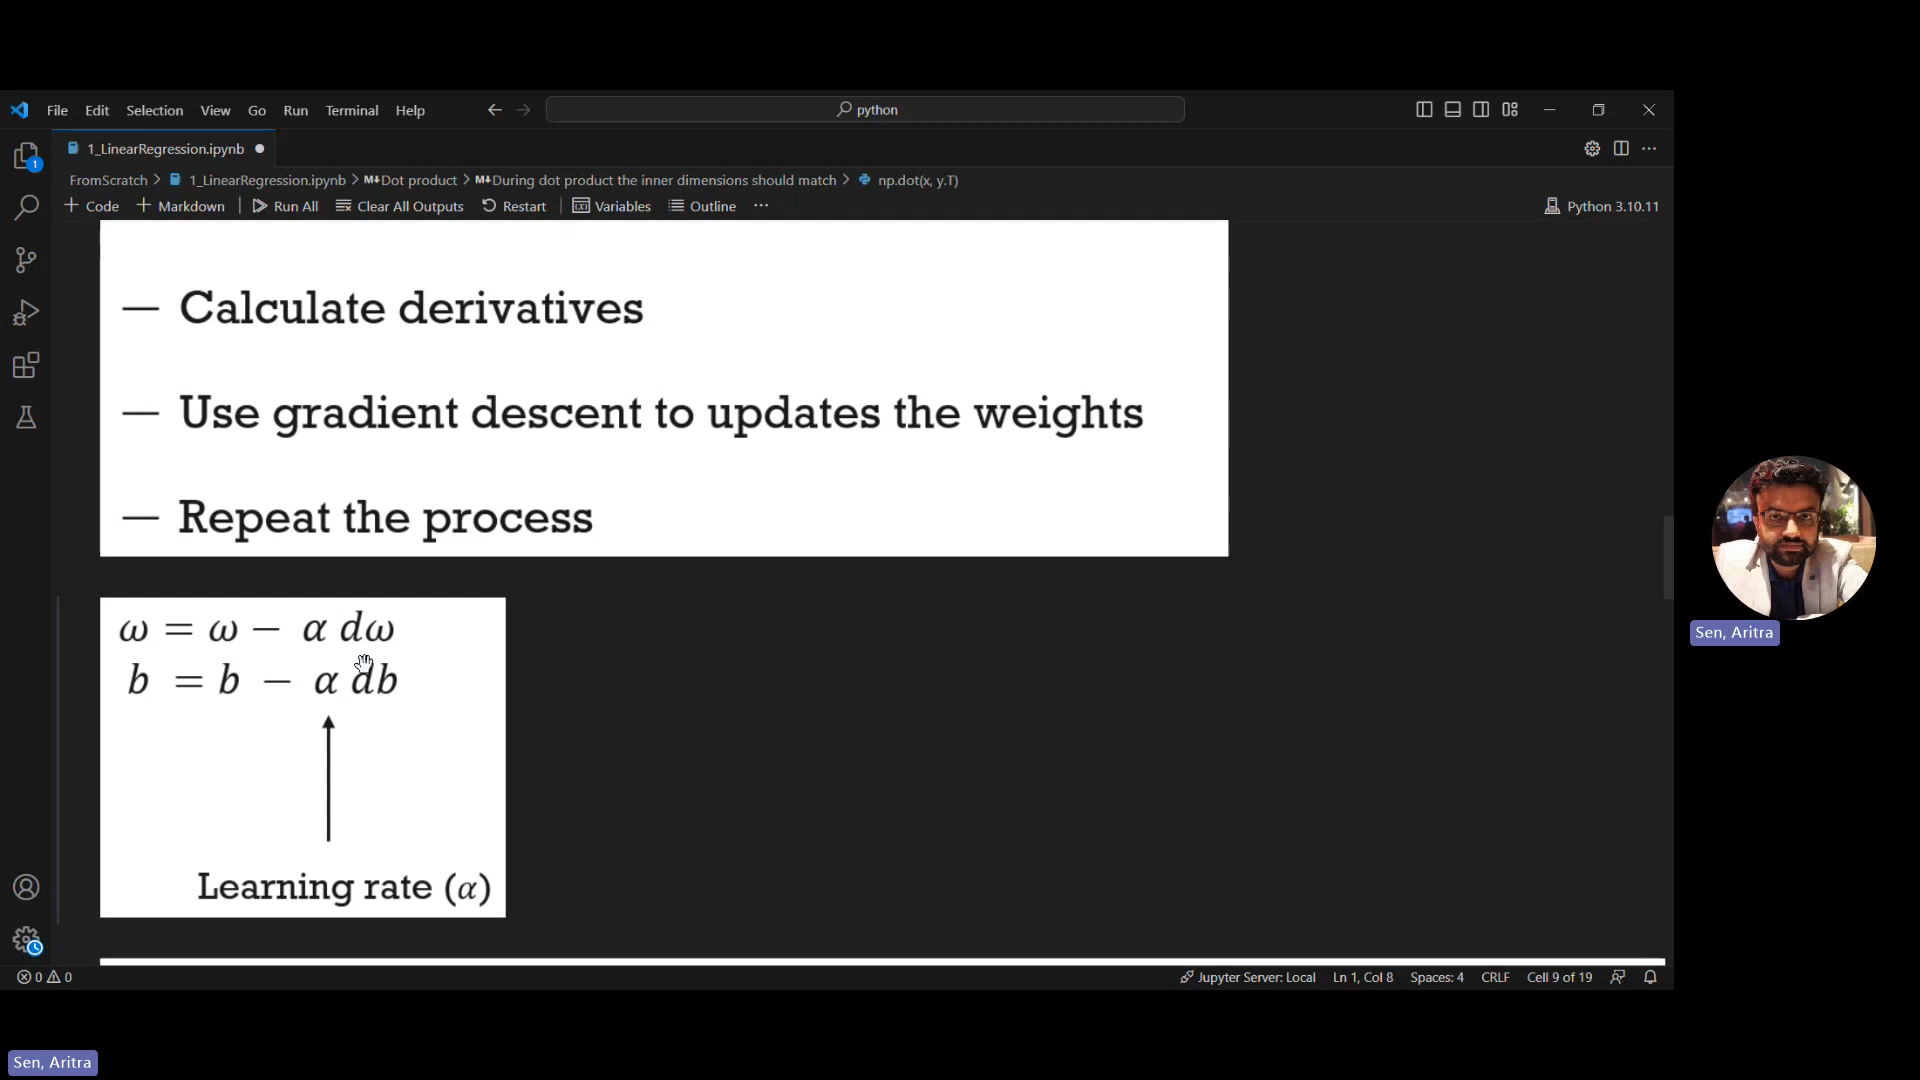 File Edit Selection View Go Run Terminal Help
python
1_LinearRegression.ipynb
FromScratch > 1_LinearRegression.ipynb > M↓Dot product > M↓During dot product the inner dimensions should match > np.dot(x, y.T)
+ Code + Markdown | Run All Clear All Outputs Restart | Variables Outline ...
Python 3.10.11
— Calculate derivatives
— Use gradient descent to updates the weights
— Repeat the process
ω = ω − α dω
b = b − α db
Learning rate (α)
1
Sen, Aritra
0 0
Jupyter Server: Local Ln 1, Col 8 Spaces: 4 CRLF Cell 9 of 19
Sen, Aritra